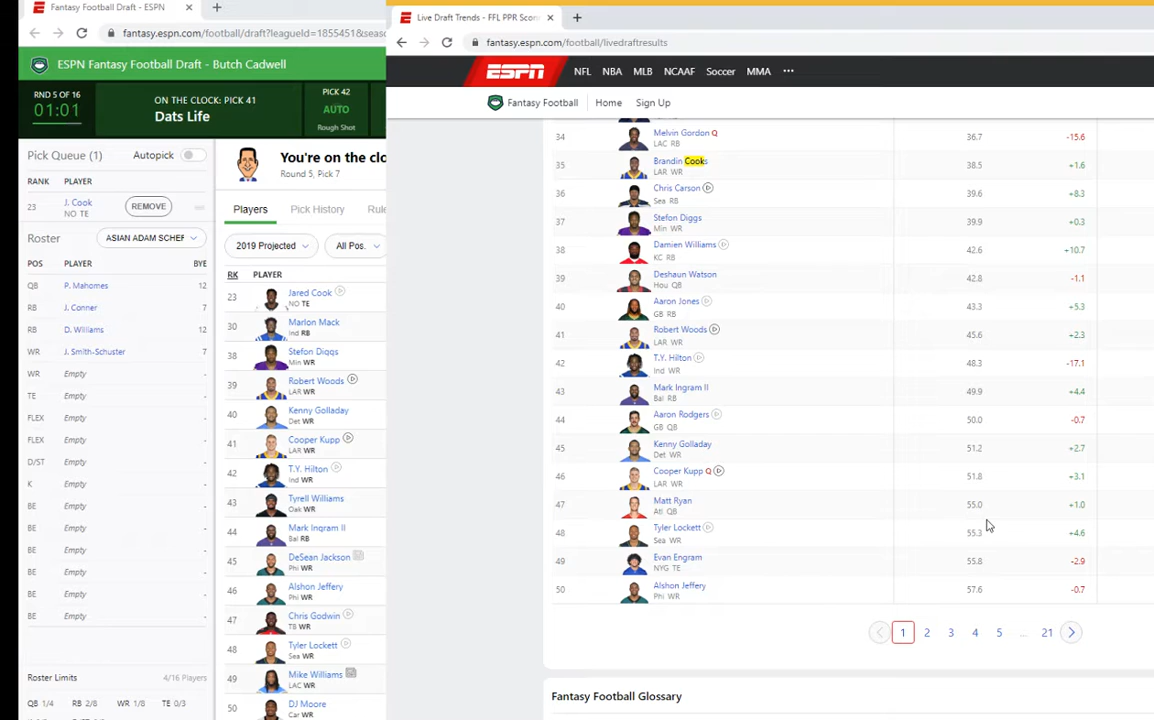 Fantasy Football Draft - ESPN
fantasy.espn.com/football/draft?leagueId=1855451&seaso
ESPN Fantasy Football Draft - Butch Cadwell
RND 5 OF 16
01:01
ON THE CLOCK: PICK 41
Dats Life
PICK 42
AUTO
Rough Shot
Pick Queue (1)
Autopick
RANK PLAYER
23 J. Cook
NO TE
REMOVE
Roster
ASIAN ADAM SCHEF
POS PLAYER BYE
QB P. Mahomes 12
RB J. Conner 7
RB D. Williams 12
WR J. Smith-Schuster 7
WR Empty -
TE Empty -
FLEX Empty -
FLEX Empty -
D/ST Empty -
K Empty -
BE Empty -
BE Empty -
BE Empty -
BE Empty -
BE Empty -
BE Empty
Roster Limits 4/16 Players
QB 1/4 RB 2/8 WR 1/8 TE 0/3
You're on the clo
Round 5, Pick 7
Players Pick History Rule
2019 Projected All Pos.
RK PLAYER
23 Jared Cook
NO TE
30 Marlon Mack
Ind RB
38 Stefon Diggs
Min WR
39 Robert Woods
LAR WR
40 Kenny Golladay
Det WR
41 Cooper Kupp
LAR WR
42 T.Y. Hilton
Ind WR
43 Tyrell Williams
Oak WR
44 Mark Ingram II
Bal RB
45 DeSean Jackson
Phi WR
46 Alshon Jeffery
Phi WR
47 Chris Godwin
TB WR
48 Tyler Lockett
Sea WR
49 Mike Williams
LAC WR
50 DJ Moore
Car WR
Live Draft Trends - FFL PPR Scori
fantasy.espn.com/football/livedraftresults
ESPN NFL NBA MLB NCAAF Soccer MMA ...
Fantasy Football Home Sign Up
34 Melvin Gordon Q 36.7 -15.6
LAC RB
35 Brandin Cooks 38.5 +1.6
LAR WR
36 Chris Carson 39.6 +8.3
Sea RB
37 Stefon Diggs 39.9 +0.3
Min WR
38 Damien Williams 42.6 +10.7
KC RB
39 Deshaun Watson 42.8 -1.1
Hou QB
40 Aaron Jones 43.3 +5.3
GB RB
41 Robert Woods 45.6 +2.3
LAR WR
42 T.Y. Hilton 48.3 -17.1
Ind WR
43 Mark Ingram II 49.9 +4.4
Bal RB
44 Aaron Rodgers 50.0 -0.7
GB QB
45 Kenny Golladay 51.2 +2.7
Det WR
46 Cooper Kupp Q 51.8 +3.1
LAR WR
47 Matt Ryan 55.0 +1.0
Atl QB
48 Tyler Lockett 55.3 +4.6
Sea WR
49 Evan Engram 55.8 -2.9
NYG TE
50 Alshon Jeffery 57.6 -0.7
Phi WR
1 2 3 4 5 ... 21
Fantasy Football Glossary